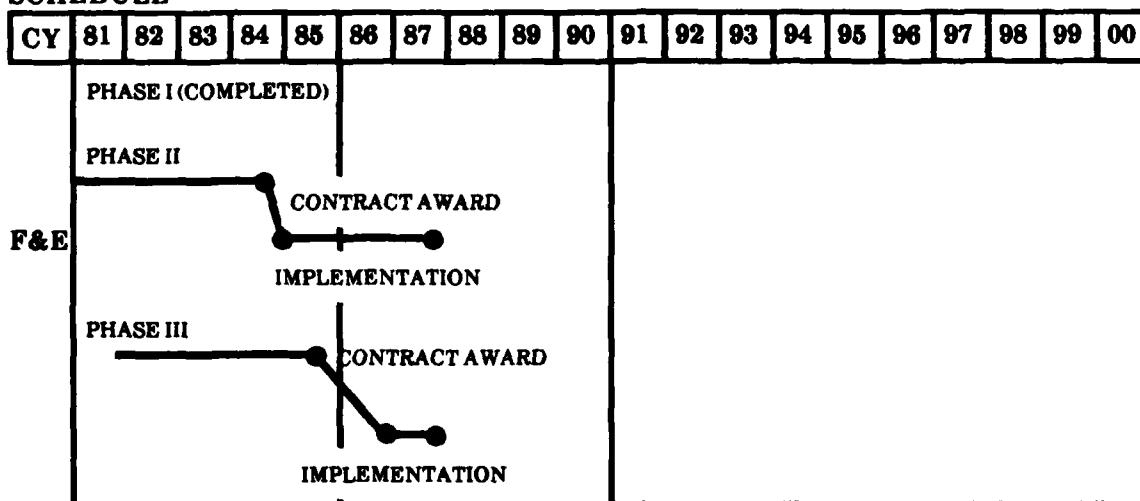 SCHEDULE
CY 81 82 83 84 85 86 87 88 89 90 91 92 93 94 95 96 97 98 99 00
PHASE I (COMPLETED)
PHASE II
CONTRACT AWARD
F&E
IMPLEMENTATION
PHASE III
CONTRACT AWARD
IMPLEMENTATION